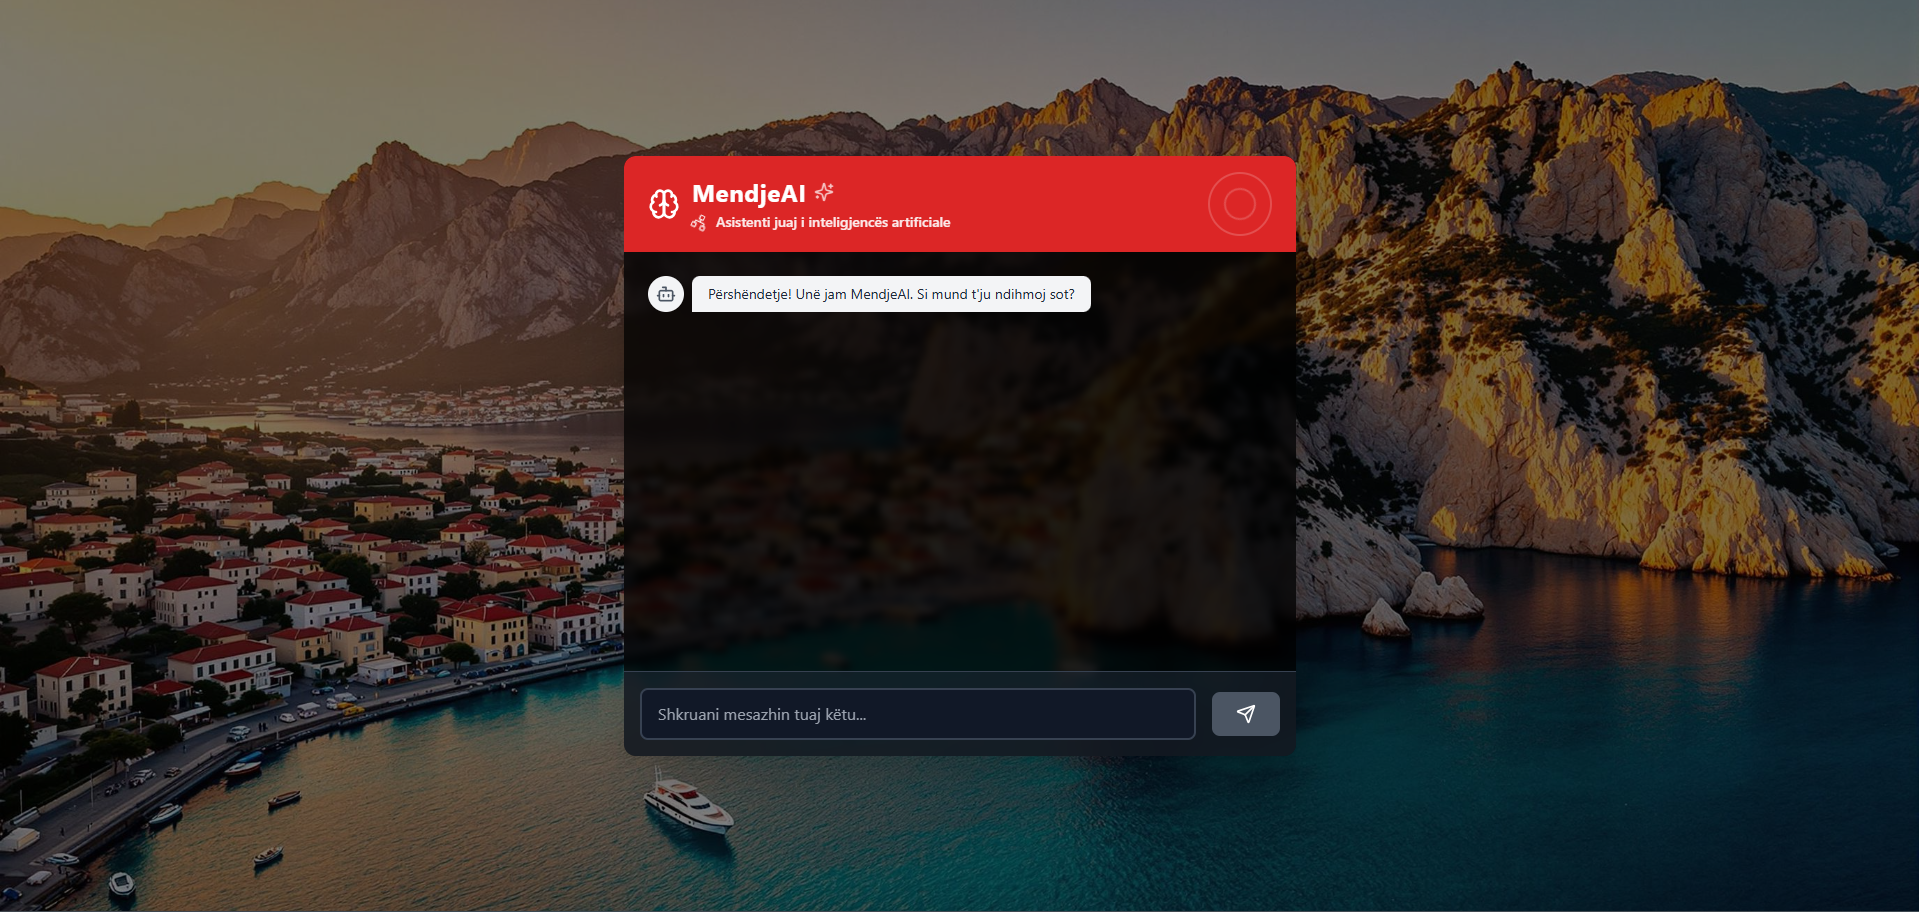 MendjeAI
Asistenti juaj i inteligjencës artificiale
Përshëndetje! Unë jam MendjeAI. Si mund t'ju ndihmoj sot?
Shkruani mesazhin tuaj këtu...